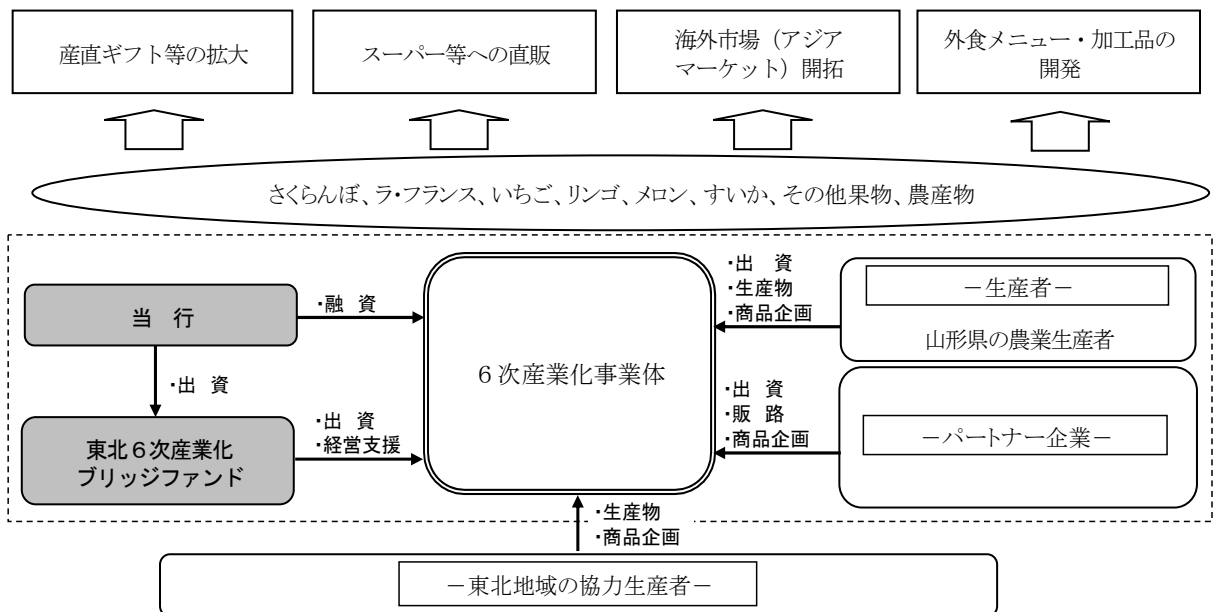 産直ギフト等の拡大
スーパー等への直販
海外市場（アジア
マーケット）開拓
外食メニュー・加工品の
開発
さくらんぼ、ラ・フランス、いちご、リンゴ、メロン、すいか、その他果物、農産物
当　行
・融　資
・出　資
東北６次産業化
ブリッジファンド
・出　資
・経営支援
６次産業化事業体
・出　資
・生産物
・商品企画
－生産者－
山形県の農業生産者
・出　資
・販　路
・商品企画
－パートナー企業－
・生産物
・商品企画
－東北地域の協力生産者－